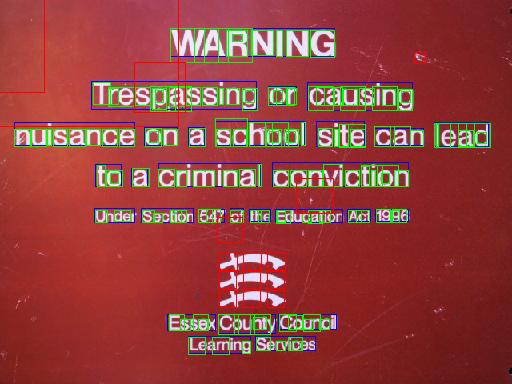 WARNING
Trespassing or causing
nuisance on a school site can lead
to a criminal conviction
Under Section 547 of the Education Act 1996
Essex County Council
Learning Services